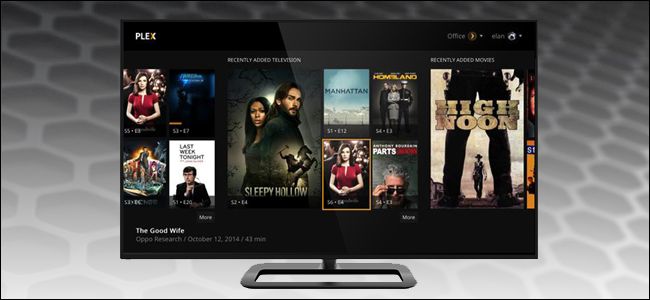 PLEX
Office
elan
RECENTLY ADDED TELEVISION
RECENTLY ADDED MOVIES
S5 • E8
S3 • E7
LAST WEEK TONIGHT
S1 • E20
More
SLEEPY HOLLOW
S2 • E4
MANHATTAN
S1 • E12
HOMELAND
S4 • E3
S6 • E4
ANTHONY BOURDAIN
PARTS
S4 • E3
More
HIGH NOON
The Good Wife
Oppo Research / October 12, 2014 / 43 min